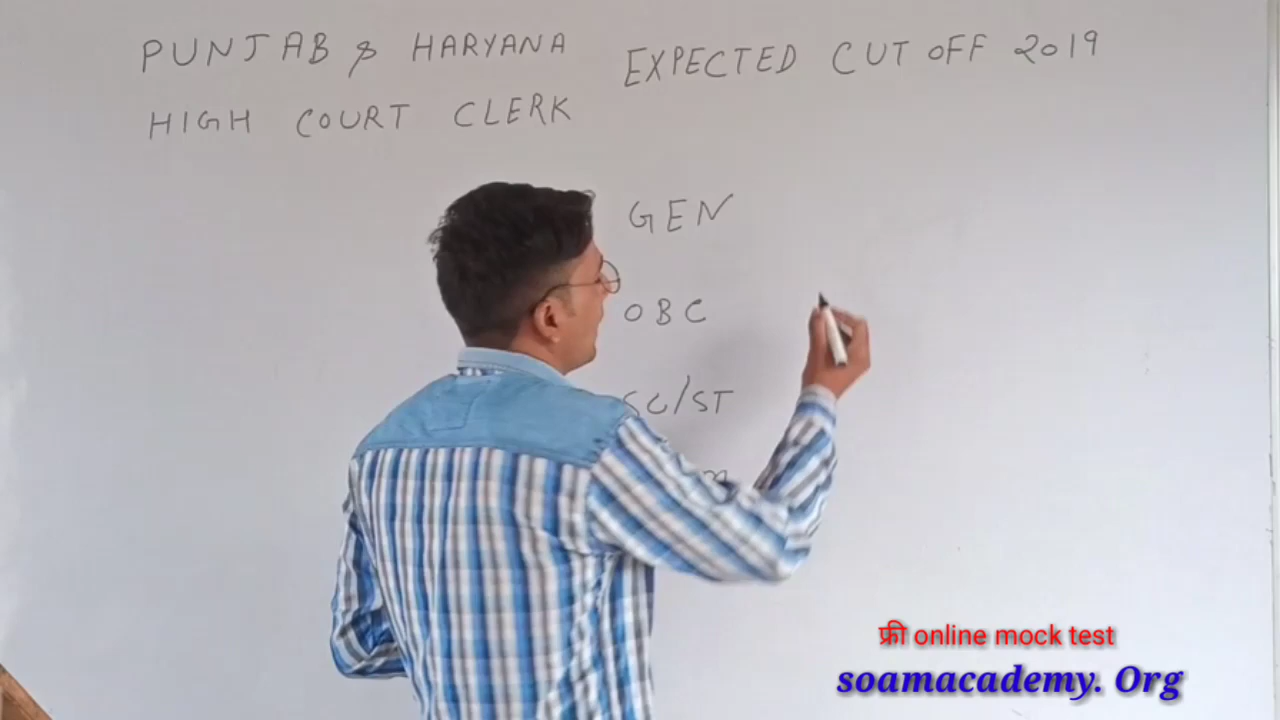 PUNJAB & HARYANA
HIGH COURT CLERK
EXPECTED CUT OFF 2019
GEN
OBC
SC/ST
फ्री online mock test
soamacademy. Org